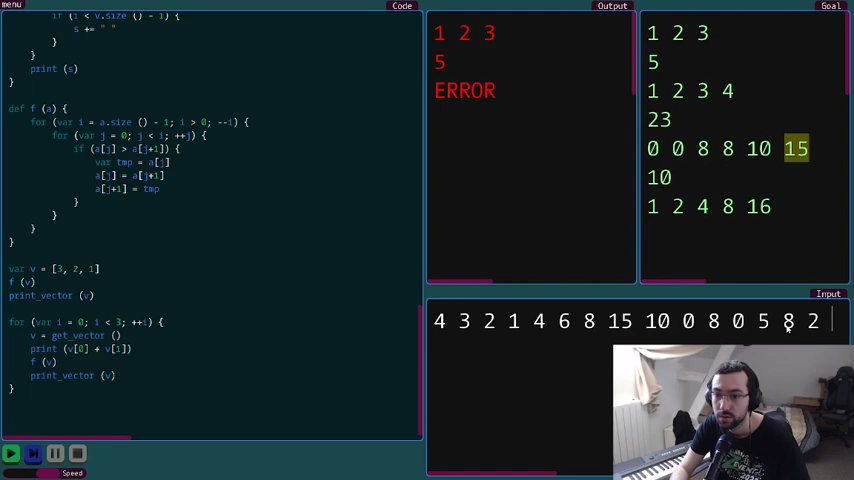 menu
Code
Output
Goal
if (i < v.size () - 1) {
s += " "
}
}
print (s)
}
def f (a) {
for (var i = a.size () - 1; i > 0; --i) {
for (var j = 0; j < i; ++j) {
if (a[j] > a[j+1]) {
var tmp = a[j]
a[j] = a[j+1]
a[j+1] = tmp
}
}
}
}
var v = [3, 2, 1]
f (v)
print_vector (v)
for (var i = 0; i < 3; ++i) {
v = get_vector ()
print (v[0] + v[1])
f (v)
print_vector (v)
}
Speed
1 2 3
5
ERROR
1 2 3
5
1 2 3 4
23
0 0 8 8 10 15
10
1 2 4 8 16
Input
4 3 2 1 4 6 8 15 10 0 8 0 5 8 2